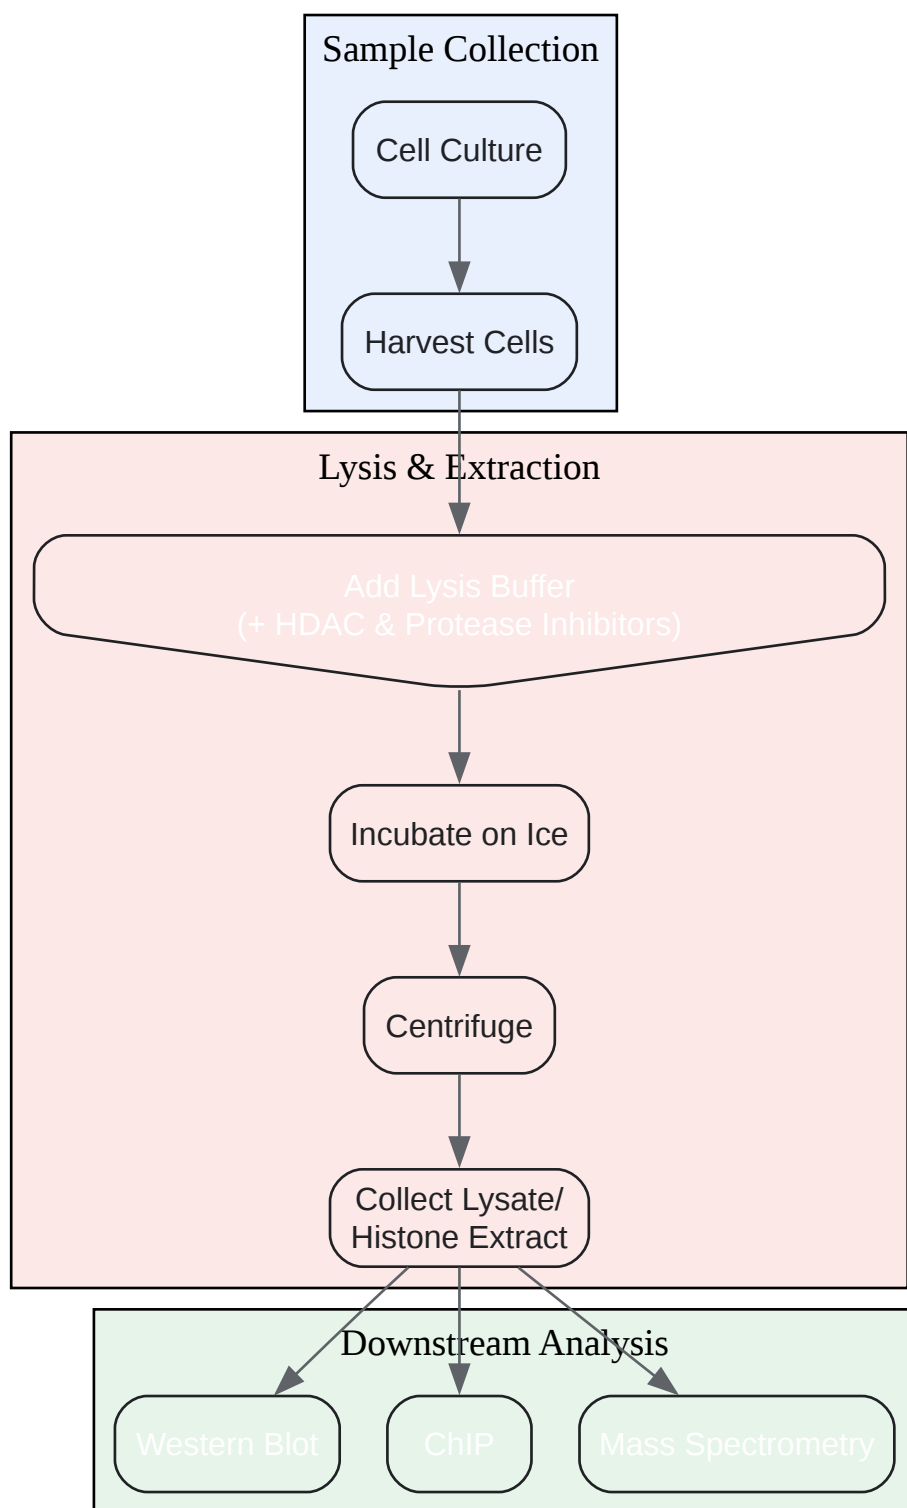 Sample Collection
Cell Culture
Harvest Cells
Lysis & Extraction
Add Lysis Buffer
(+ HDAC & Protease Inhibitors)
Incubate on Ice
Centrifuge
Collect Lysate/
Histone Extract
Downstream Analysis
Western Blot
ChIP
Mass Spectrometry